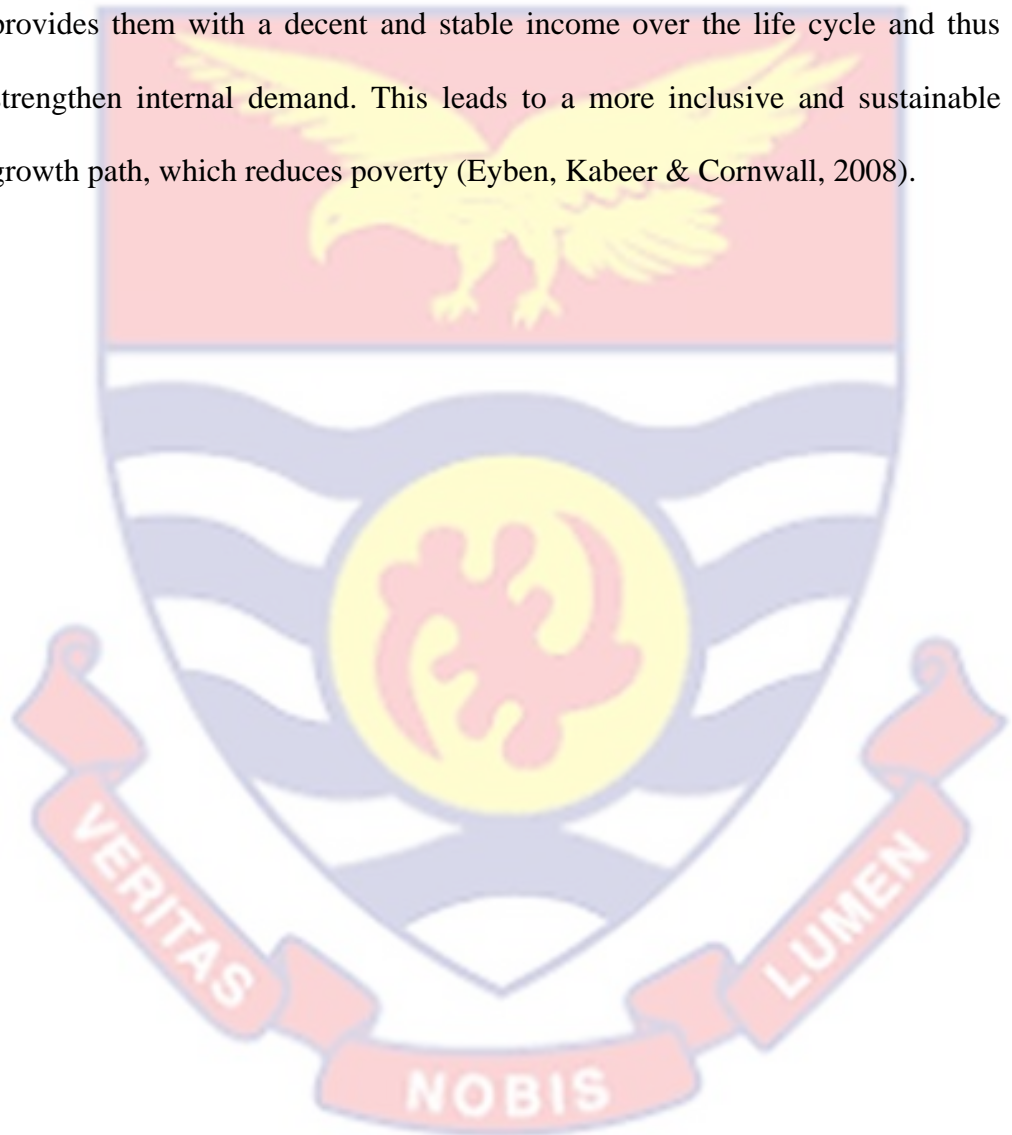 provides them with a decent and stable income over the life cycle and thus
strengthen internal demand. This leads to a more inclusive and sustainable
growth path, which reduces poverty (Eyben, Kabeer & Cornwall, 2008).
VERITAS
NOBIS
LUMEN